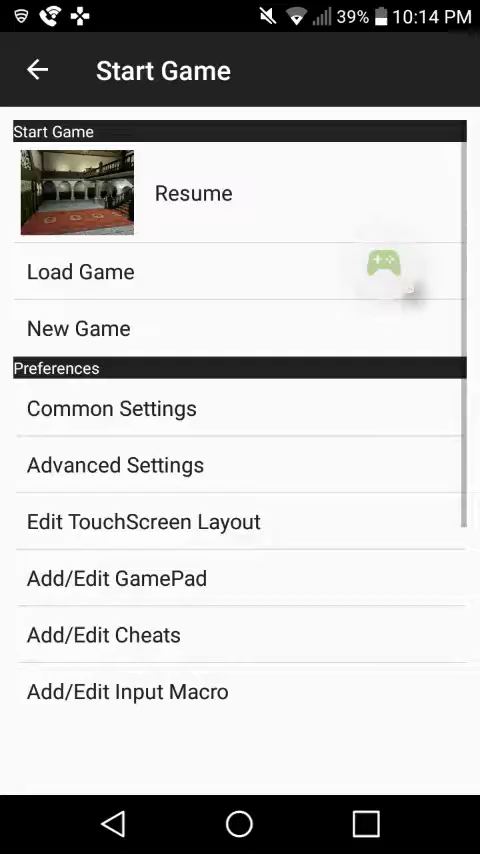 39% 10:14 PM
Start Game
Start Game
Resume
Load Game
New Game
Preferences
Common Settings
Advanced Settings
Edit TouchScreen Layout
Add/Edit GamePad
Add/Edit Cheats
Add/Edit Input Macro